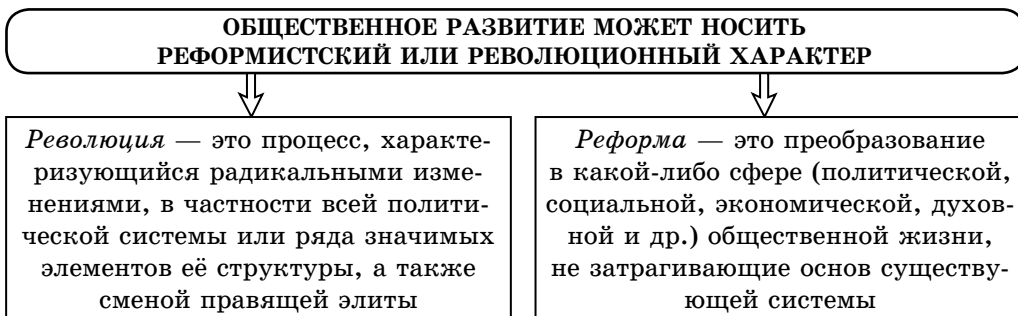 ОБЩЕСТВЕННОЕ РАЗВИТИЕ МОЖЕТ НОСИТЬ
РЕФОРМИСТСКИЙ ИЛИ РЕВОЛЮЦИОННЫЙ ХАРАКТЕР
Революция — это процесс, характе-
ризующийся радикальными изме-
нениями, в частности всей полити-
ческой системы или ряда значимых
элементов её структуры, а также
сменой правящей элиты
Реформа — это преобразование
в какой-либо сфере (политической,
социальной, экономической, духов-
ной и др.) общественной жизни,
не затрагивающие основ существу-
ющей системы